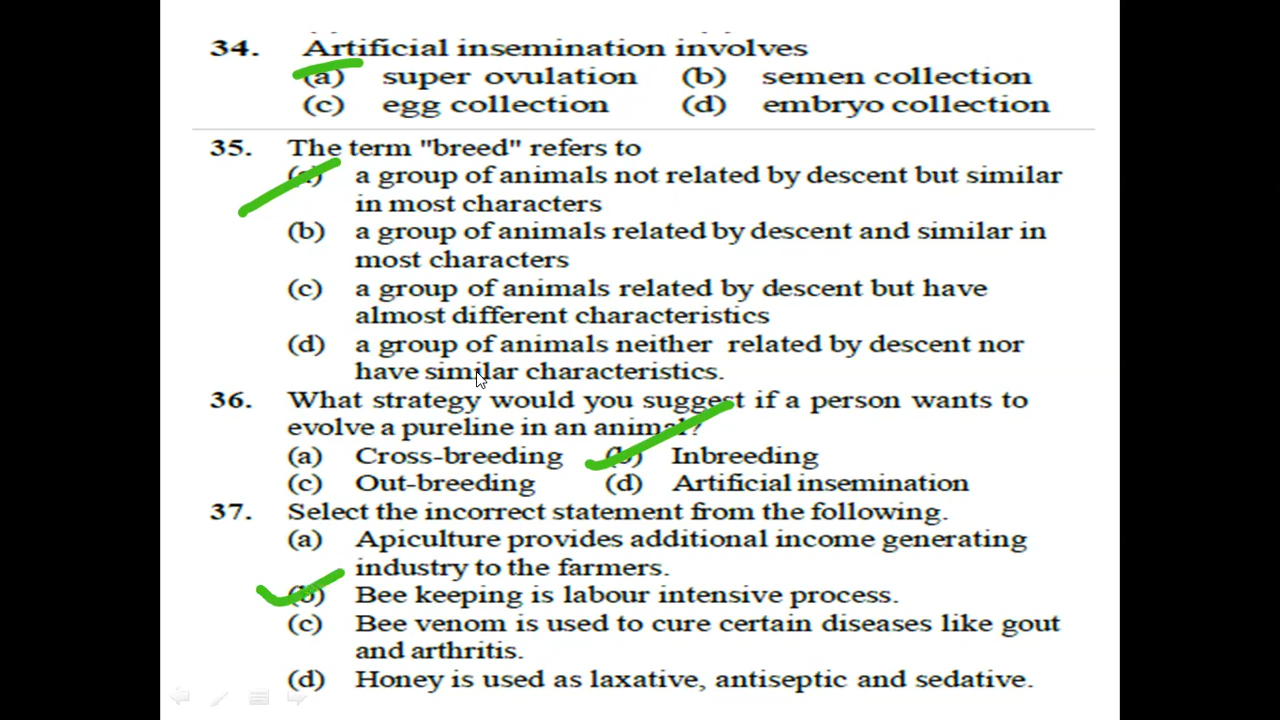 34. Artificial insemination involves
(a) super ovulation (b) semen collection
(c) egg collection (d) embryo collection
35. The term "breed" refers to
(a) a group of animals not related by descent but similar
in most characters
(b) a group of animals related by descent and similar in
most characters
(c) a group of animals related by descent but have
almost different characteristics
(d) a group of animals neither related by descent nor
have similar characteristics.
36. What strategy would you suggest if a person wants to
evolve a pureline in an animal?
(a) Cross-breeding (b) Inbreeding
(c) Out-breeding (d) Artificial insemination
37. Select the incorrect statement from the following.
(a) Apiculture provides additional income generating
industry to the farmers.
(b) Bee keeping is labour intensive process.
(c) Bee venom is used to cure certain diseases like gout
and arthritis.
(d) Honey is used as laxative, antiseptic and sedative.